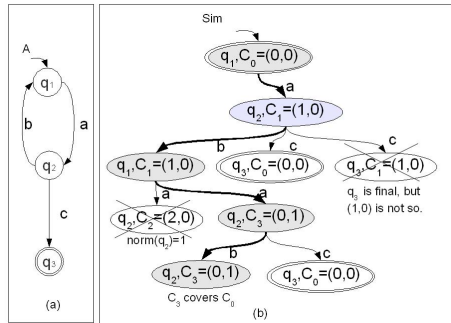 A
q1
b
a
q2
c
q3
(a)
Sim
q1,C0=(0,0)
a
q2,C1=(1,0)
b
c
c
q1,C1=(1,0)
q3,C0=(0,0)
q3,C1=(1,0)
a
q3 is final, but
(1,0) is not so.
q2,C2=(2,0)
q2,C3=(0,1)
norm(q2)=1
b
c
q2,C3=(0,1)
q3,C0=(0,0)
C3 covers C0
(b)